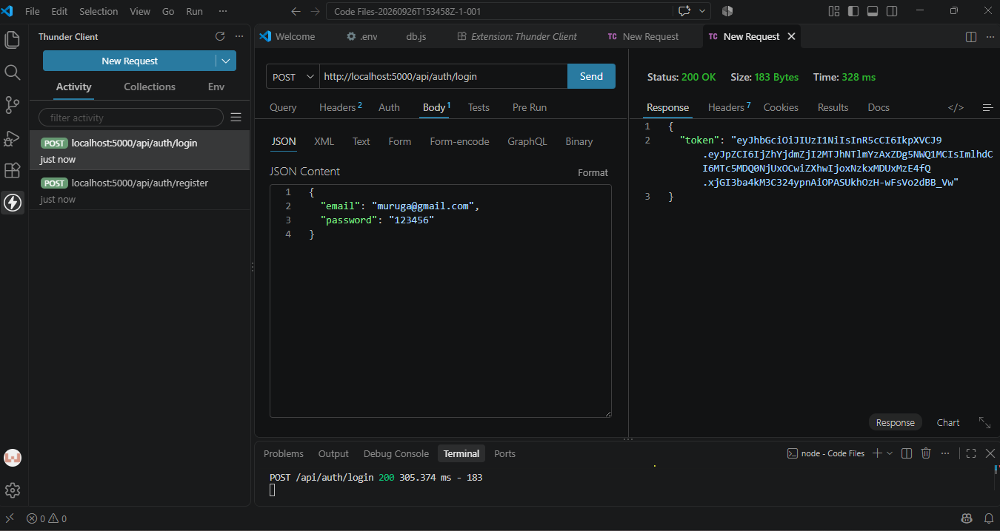 File Edit Selection View Go Run ··· Code Files-20260926T153458Z-1-001
Thunder Client
New Request
Activity Collections Env
filter activity
POST localhost:5000/api/auth/login
just now
POST localhost:5000/api/auth/register
just now
Welcome .env db.js Extension: Thunder Client TC New Request TC New Request
POST http://localhost:5000/api/auth/login Send
Query Headers 2 Auth Body 1 Tests Pre Run
JSON XML Text Form Form-encode GraphQL Binary
JSON Content Format
1 {
2 "email": "muruga@gmail.com",
3 "password": "123456"
4 }
Status: 200 OK Size: 183 Bytes Time: 328 ms
Response Headers 7 Cookies Results Docs </>
1 {
2 "token": "eyJhbGciOiJIUzI1NiIsInR5cCI6IkpXVCJ9
.eyJpZCI6IjZhYjdmZjI2MTJhNTlmYzAxZDg5NWQ1MCIsImlhdC
I6MTc5MDQ0NjUxOCwiZXhwIjoxNzkxMDUxMzE4fQ
.xjGI3ba4kM3C324ypnAiOPASUkhOzH-wFsVo2dBB_Vw"
3 }
Response Chart
Problems Output Debug Console Terminal Ports node - Code Files
POST /api/auth/login 200 305.374 ms - 183
0 0